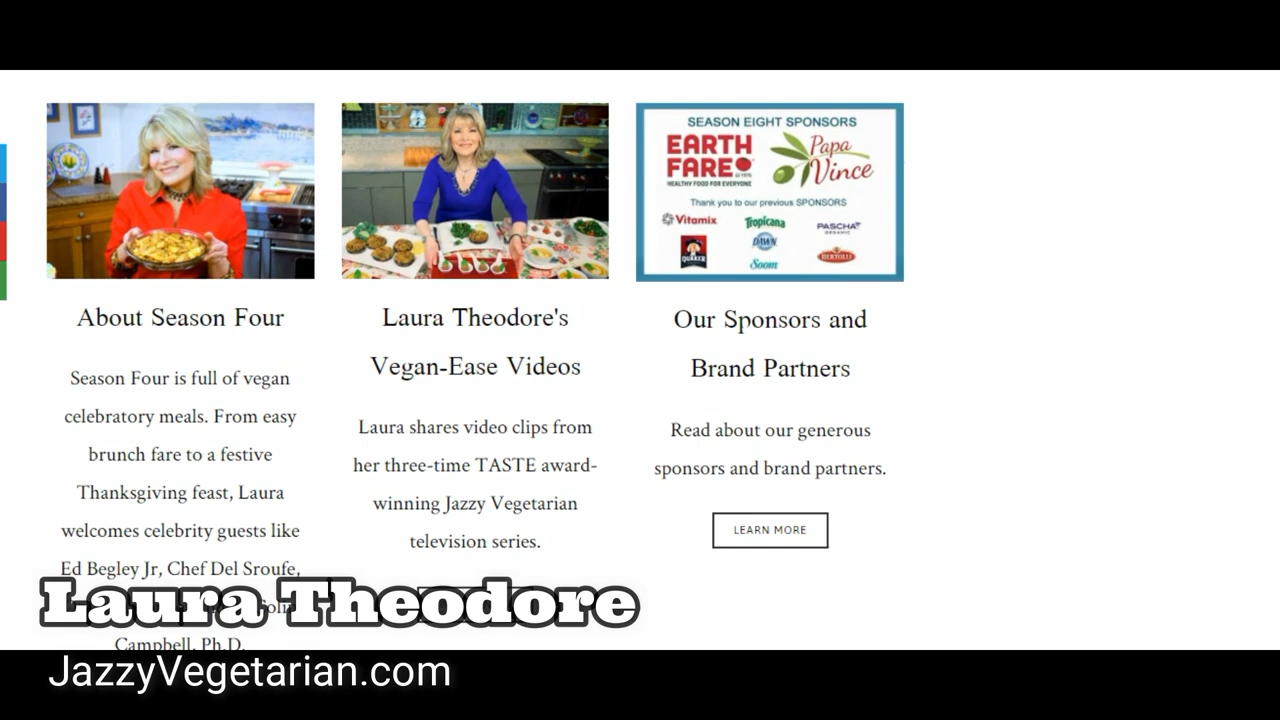 About Season Four
Season Four is full of vegan
celebratory meals. From easy
brunch fare to a festive
Thanksgiving feast, Laura
welcomes celebrity guests like
Ed Begley Jr, Chef Del Sroufe,
Campbell, Ph.D.
Laura Theodore's
Vegan-Ease Videos
Laura shares video clips from
her three-time TASTE award-
winning Jazzy Vegetarian
television series.
SEASON EIGHT SPONSORS
EARTH
FARE
HEALTHY FOOD FOR EVERYONE
Papa
Vince
Thank you to our previous SPONSORS
Vitamix
Tropicana
PASCHA
ORGANIC
QUAKER
DAWN
BERTOLLI
Soom
Our Sponsors and
Brand Partners
Read about our generous
sponsors and brand partners.
LEARN MORE
Laura Theodore
JazzyVegetarian.com